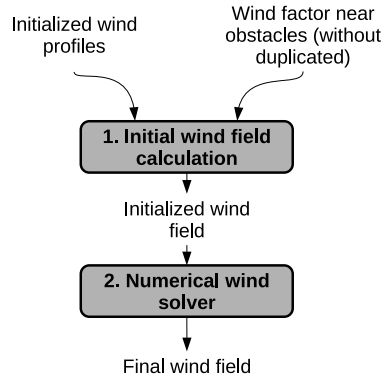 Initialized wind
profiles
Wind factor near
obstacles (without
duplicated)
1. Initial wind field
calculation
Initialized wind
field
2. Numerical wind
solver
Final wind field